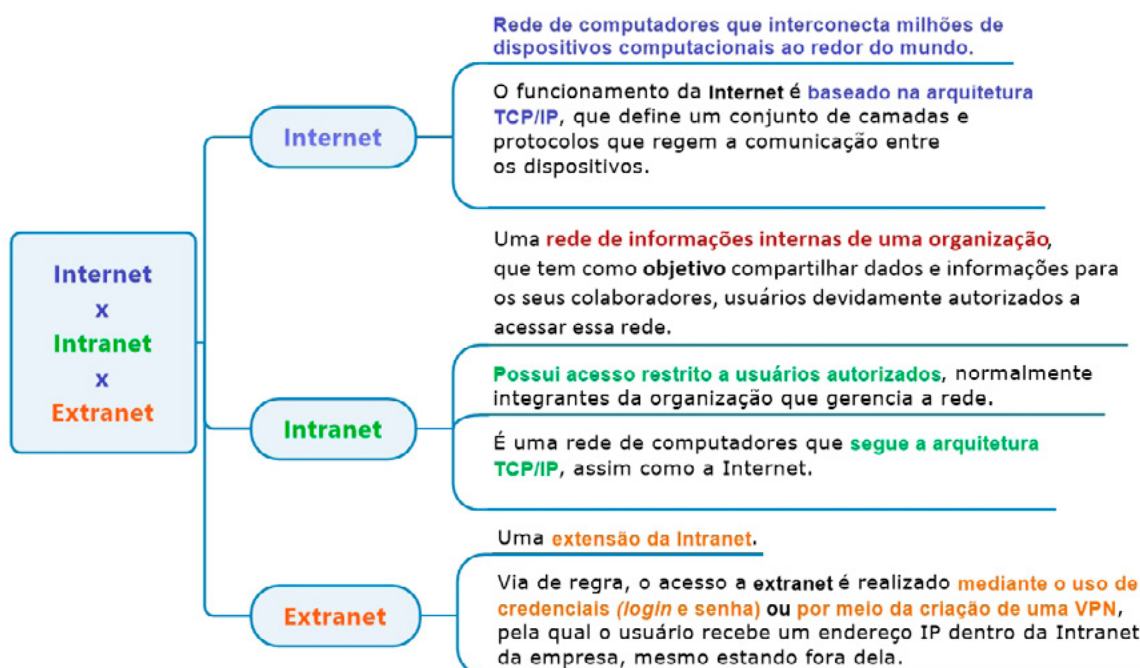 Internet
x
Intranet
x
Extranet
Internet
Rede de computadores que interconecta milhões de
dispositivos computacionais ao redor do mundo.
O funcionamento da Internet é baseado na arquitetura
TCP/IP, que define um conjunto de camadas e
protocolos que regem a comunicação entre
os dispositivos.
Intranet
Uma rede de informações internas de uma organização,
que tem como objetivo compartilhar dados e informações para
os seus colaboradores, usuários devidamente autorizados a
acessar essa rede.
Possui acesso restrito a usuários autorizados, normalmente
integrantes da organização que gerencia a rede.
É uma rede de computadores que segue a arquitetura
TCP/IP, assim como a Internet.
Extranet
Uma extensão da Intranet.
Via de regra, o acesso a extranet é realizado mediante o uso de
credenciais (login e senha) ou por meio da criação de uma VPN,
pela qual o usuário recebe um endereço IP dentro da Intranet
da empresa, mesmo estando fora dela.